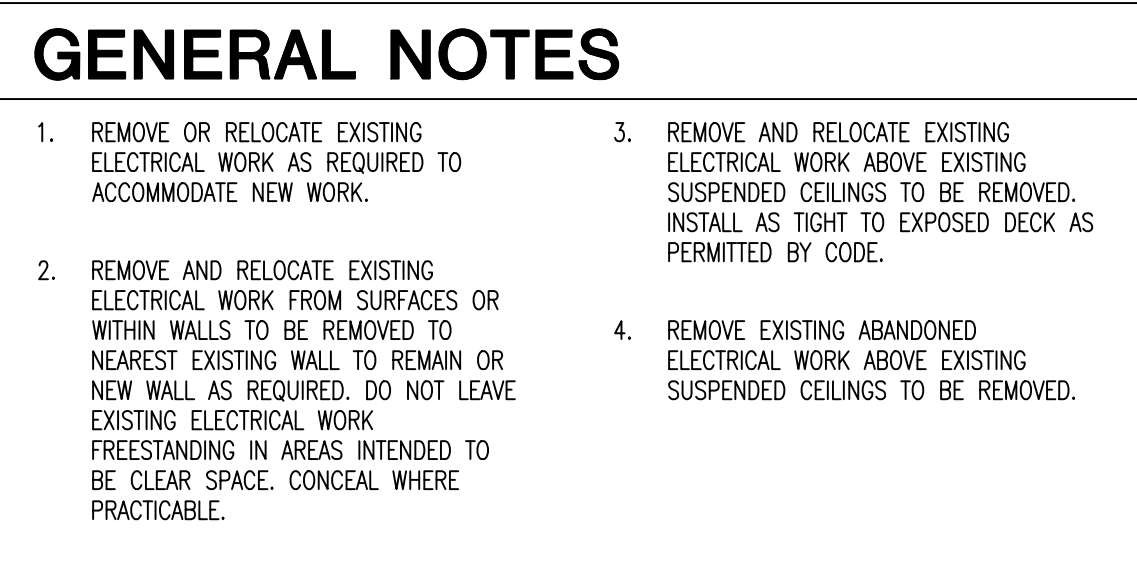 GENERAL NOTES
1. REMOVE OR RELOCATE EXISTING
ELECTRICAL WORK AS REQUIRED TO
ACCOMMODATE NEW WORK.
2. REMOVE AND RELOCATE EXISTING
ELECTRICAL WORK FROM SURFACES OR
WITHIN WALLS TO BE REMOVED TO
NEAREST EXISTING WALL TO REMAIN OR
NEW WALL AS REQUIRED. DO NOT LEAVE
EXISTING ELECTRICAL WORK
FREESTANDING IN AREAS INTENDED TO
BE CLEAR SPACE. CONCEAL WHERE
PRACTICABLE.
3. REMOVE AND RELOCATE EXISTING
ELECTRICAL WORK ABOVE EXISTING
SUSPENDED CEILINGS TO BE REMOVED.
INSTALL AS TIGHT TO EXPOSED DECK AS
PERMITTED BY CODE.
4. REMOVE EXISTING ABANDONED
ELECTRICAL WORK ABOVE EXISTING
SUSPENDED CEILINGS TO BE REMOVED.